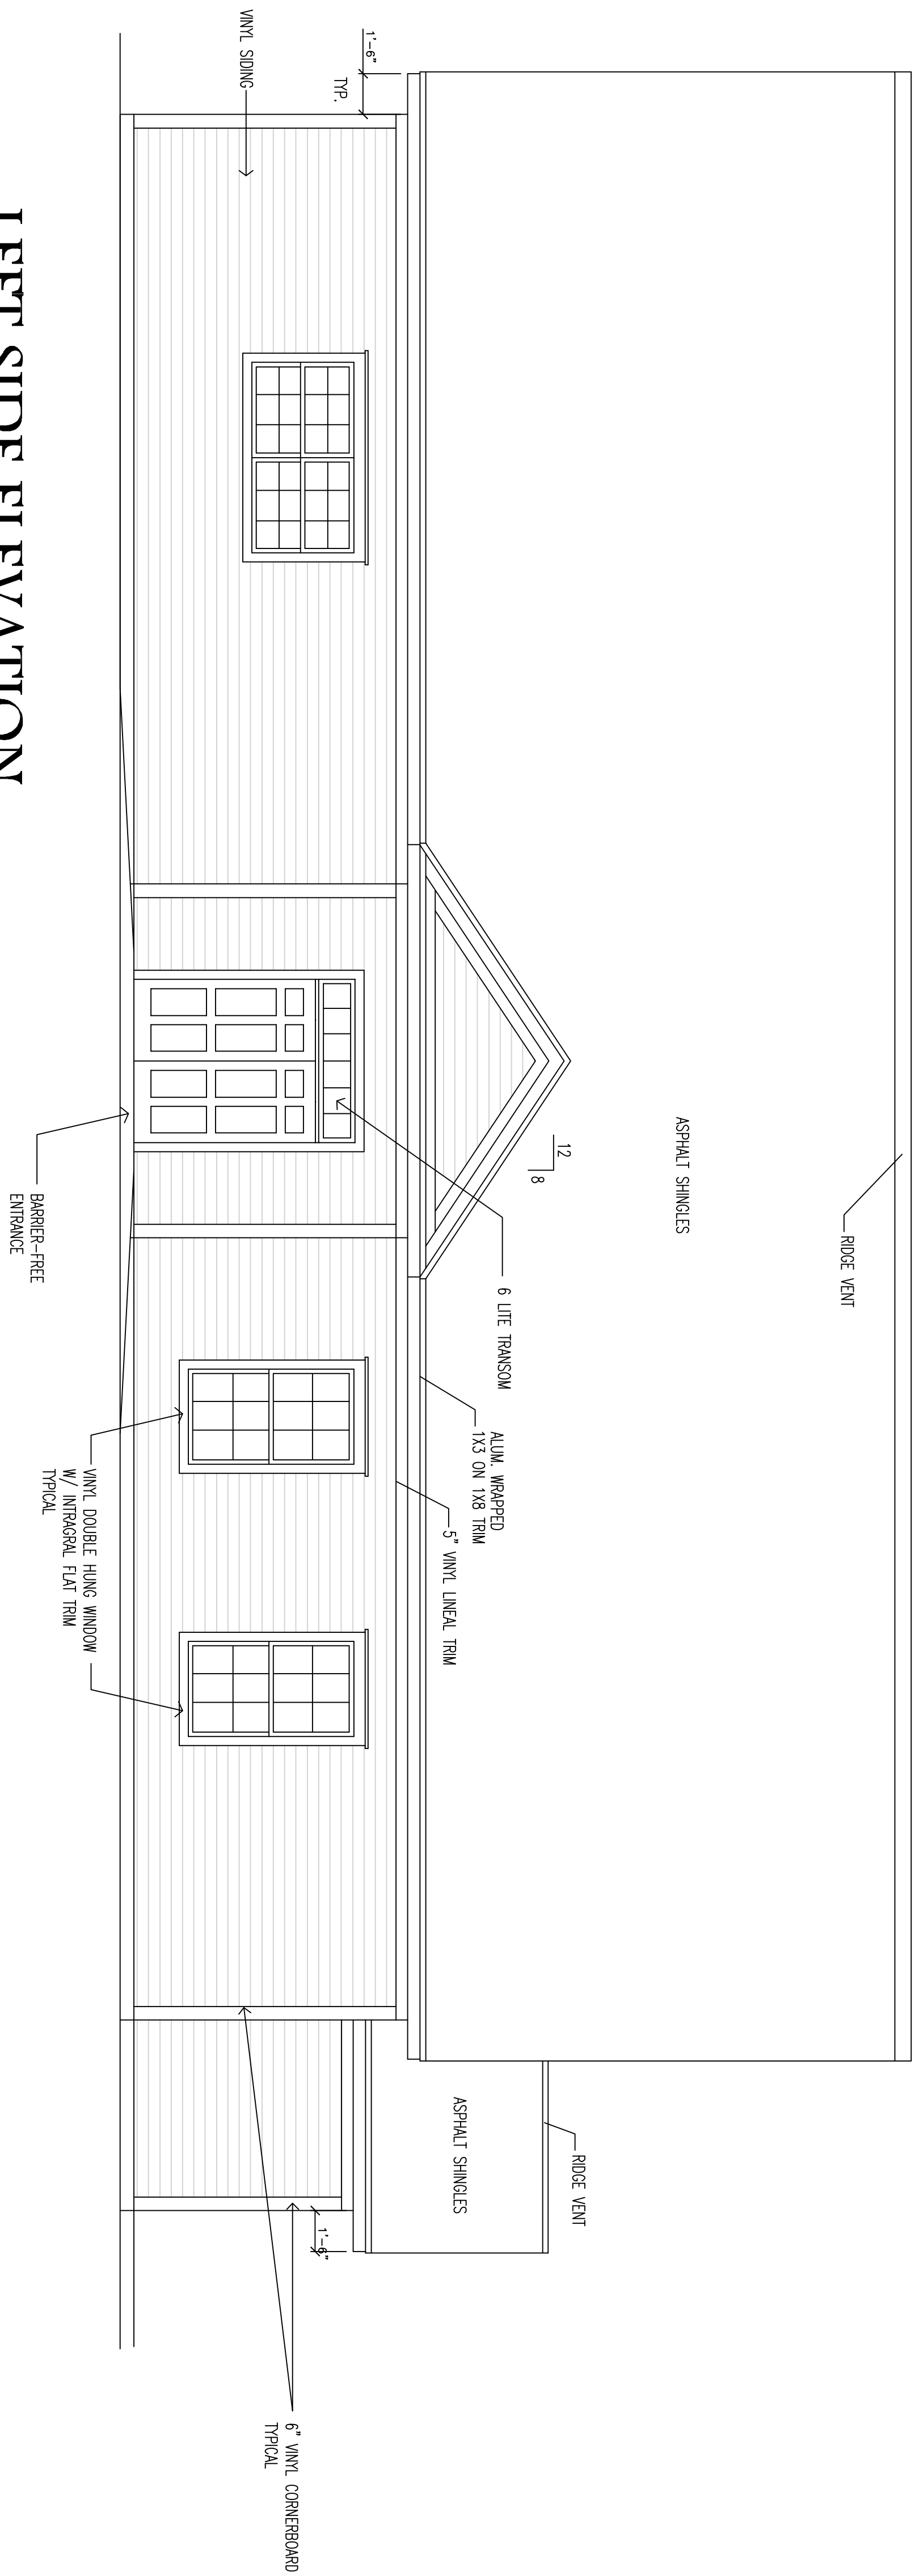 RIDGE VENT
ASPHALT SHINGLES
12
8
RIDGE VENT
ASPHALT SHINGLES
6 LITE TRANSOM
ALUM. WRAPPED
1X3 ON 1X8 TRIM
5" VINYL LINEAL TRIM
1'-6"
TYP.
VINYL SIDING
1'-6"
6" VINYL CORNERBOARD
TYPICAL
VINYL DOUBLE HUNG WINDOW
W/ INTRAGRAL FLAT TRIM
TYPICAL
BARRIER-FREE
ENTRANCE
LEFT SIDE ELEVATION